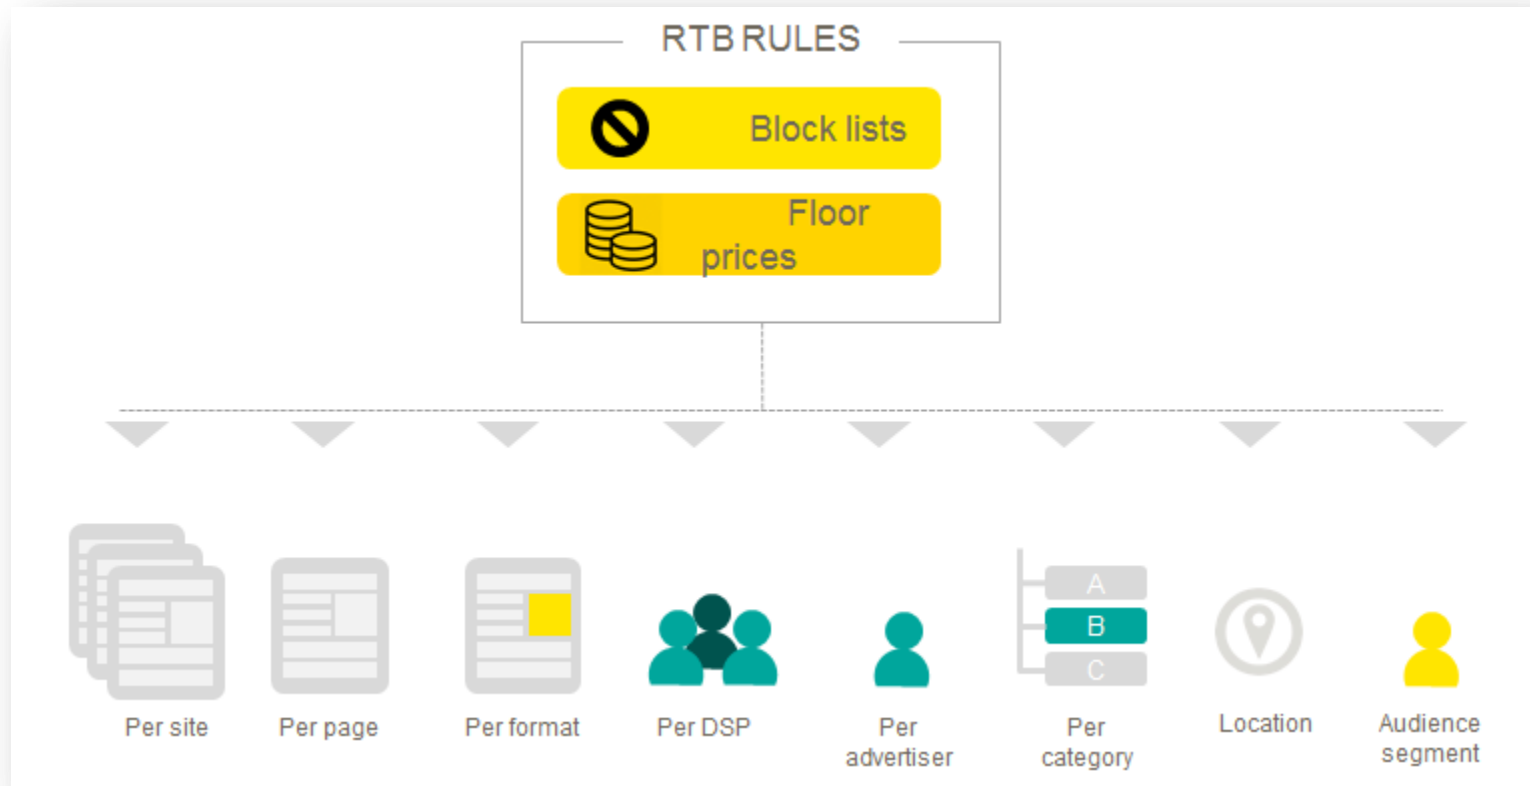 RTB RULES
Block lists
Floor
prices
A
B
C
Per site
Per page
Per format
Per DSP
Per
advertiser
Per
category
Location
Audience
segment